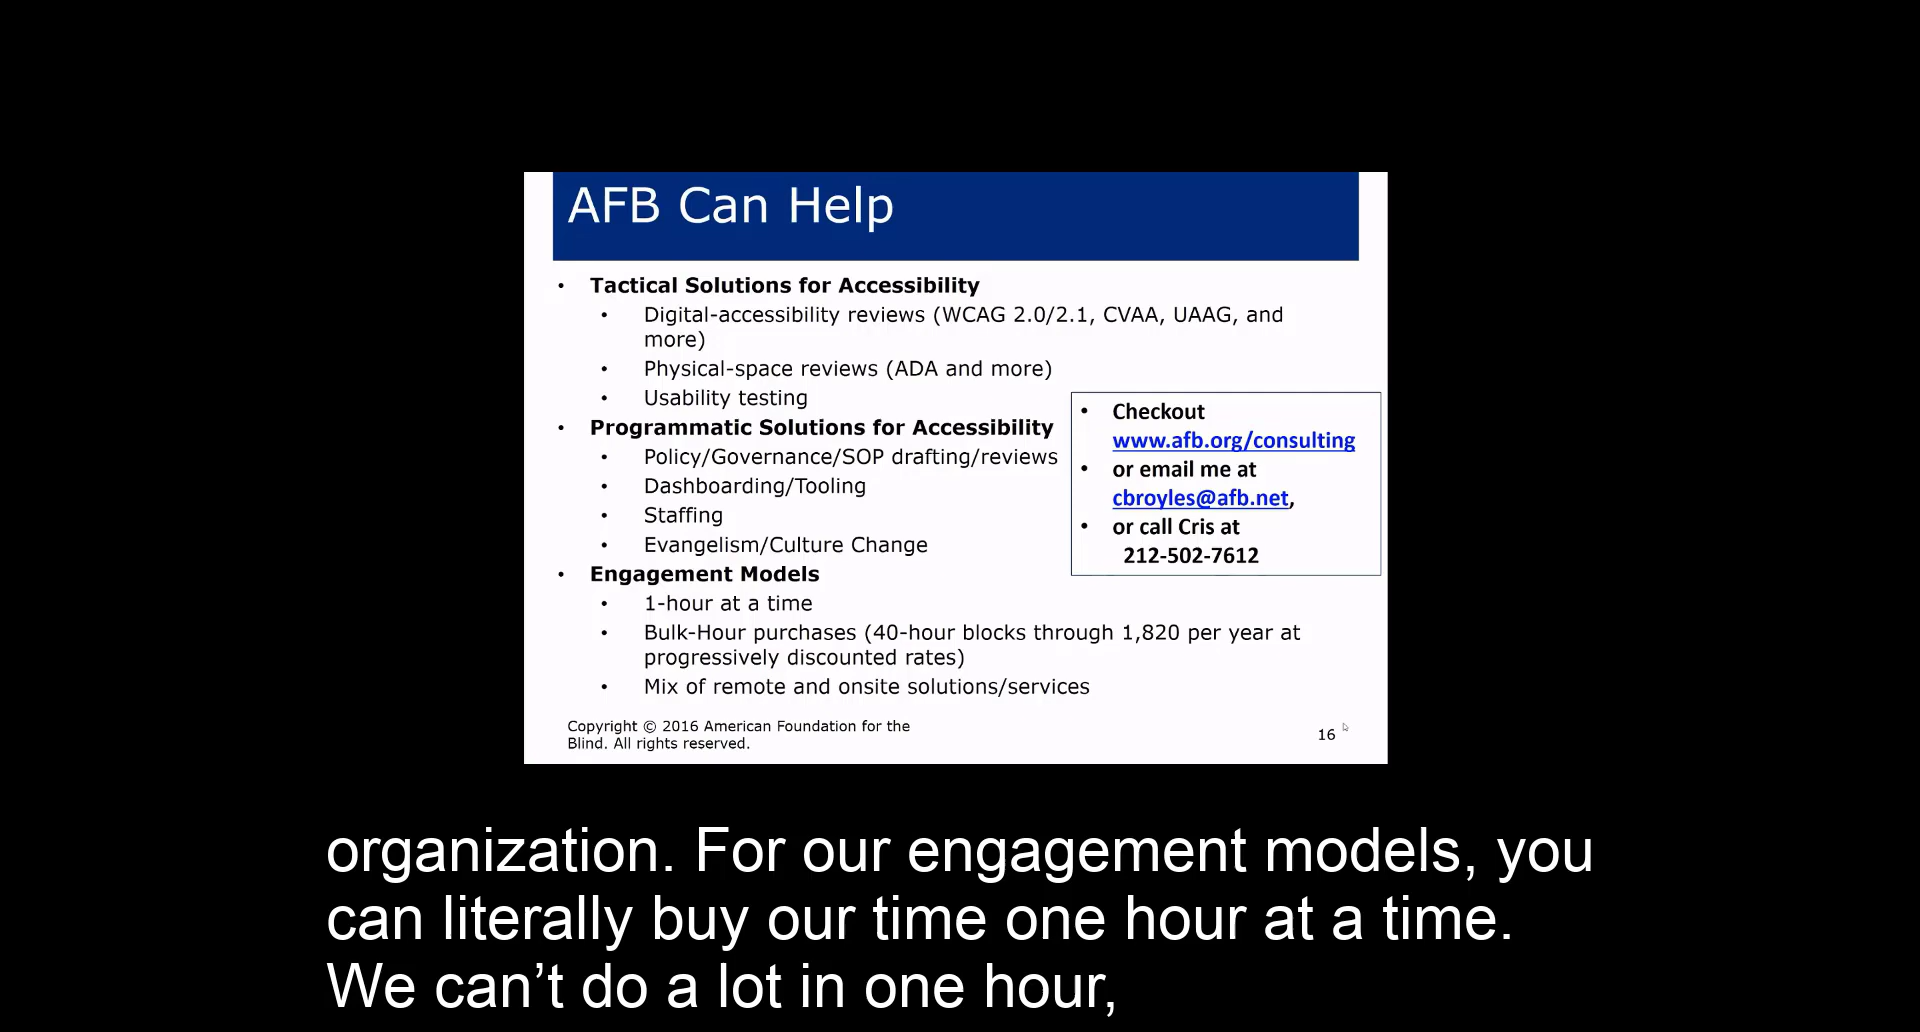 AFB Can Help
• Tactical Solutions for Accessibility
• Digital-accessibility reviews (WCAG 2.0/2.1, CVAA, UAAG, and
more)
• Physical-space reviews (ADA and more)
• Usability testing
• Programmatic Solutions for Accessibility
• Policy/Governance/SOP drafting/reviews
• Dashboarding/Tooling
• Staffing
• Evangelism/Culture Change
• Engagement Models
• 1-hour at a time
• Bulk-Hour purchases (40-hour blocks through 1,820 per year at
progressively discounted rates)
• Mix of remote and onsite solutions/services
• Checkout
www.afb.org/consulting
• or email me at
cbroyles@afb.net,
• or call Cris at
212-502-7612
Copyright © 2016 American Foundation for the
Blind. All rights reserved.
16
organization. For our engagement models, you
can literally buy our time one hour at a time.
We can’t do a lot in one hour,